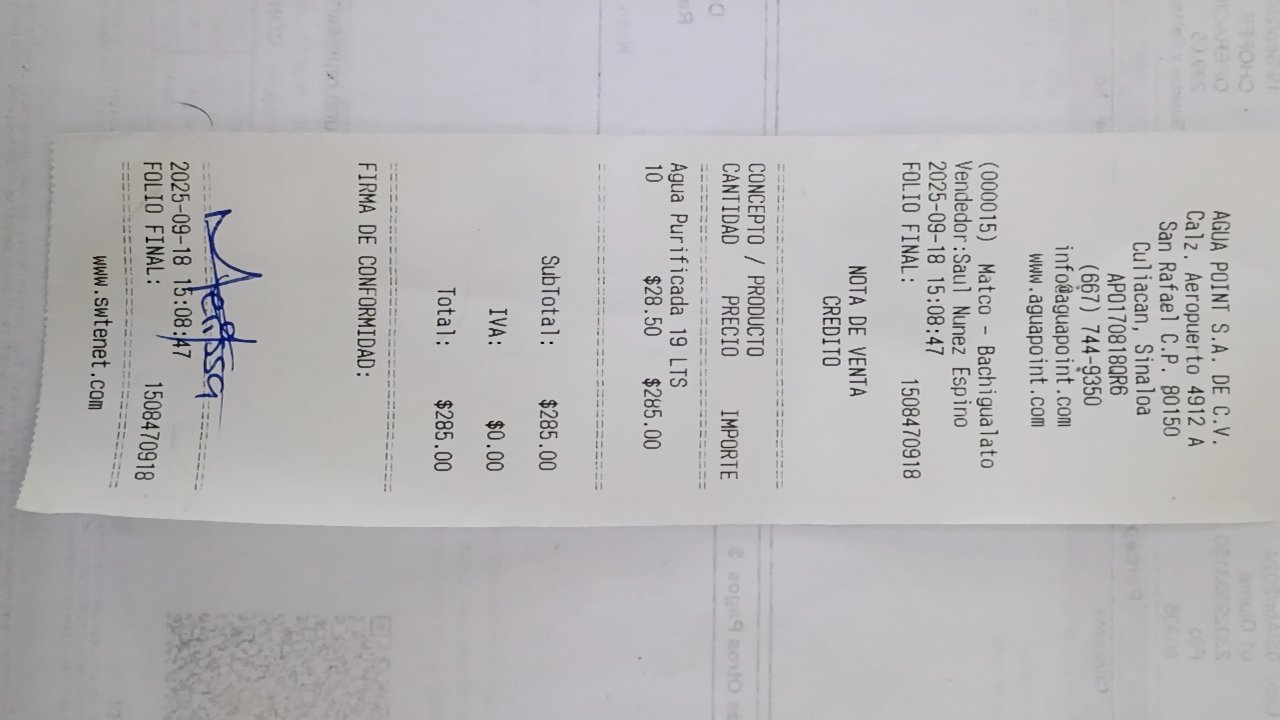 AGUA POINT S.A. DE C.V.
Calz. Aeropuerto 4912 A
San Rafael C.P. 80150
Culiacan, Sinaloa
APO170818QR6
(667) 744-9350
info@aguapoint.com
www.aguapoint.com
(000015) Matco - Bachigualato
Vendedor:Saul Nunez Espino
2025-09-18 15:08:47
FOLIO FINAL: 1508470918
NOTA DE VENTA
CREDITO
CONCEPTO / PRODUCTO
CANTIDAD PRECIO IMPORTE
Agua Purificada 19 LTS
10 $28.50 $285.00
SubTotal: $285.00
IVA: $0.00
Total: $285.00
FIRMA DE CONFORMIDAD:
2025-09-18 15:08:47
FOLIO FINAL: 1508470918
www.swtenet.com